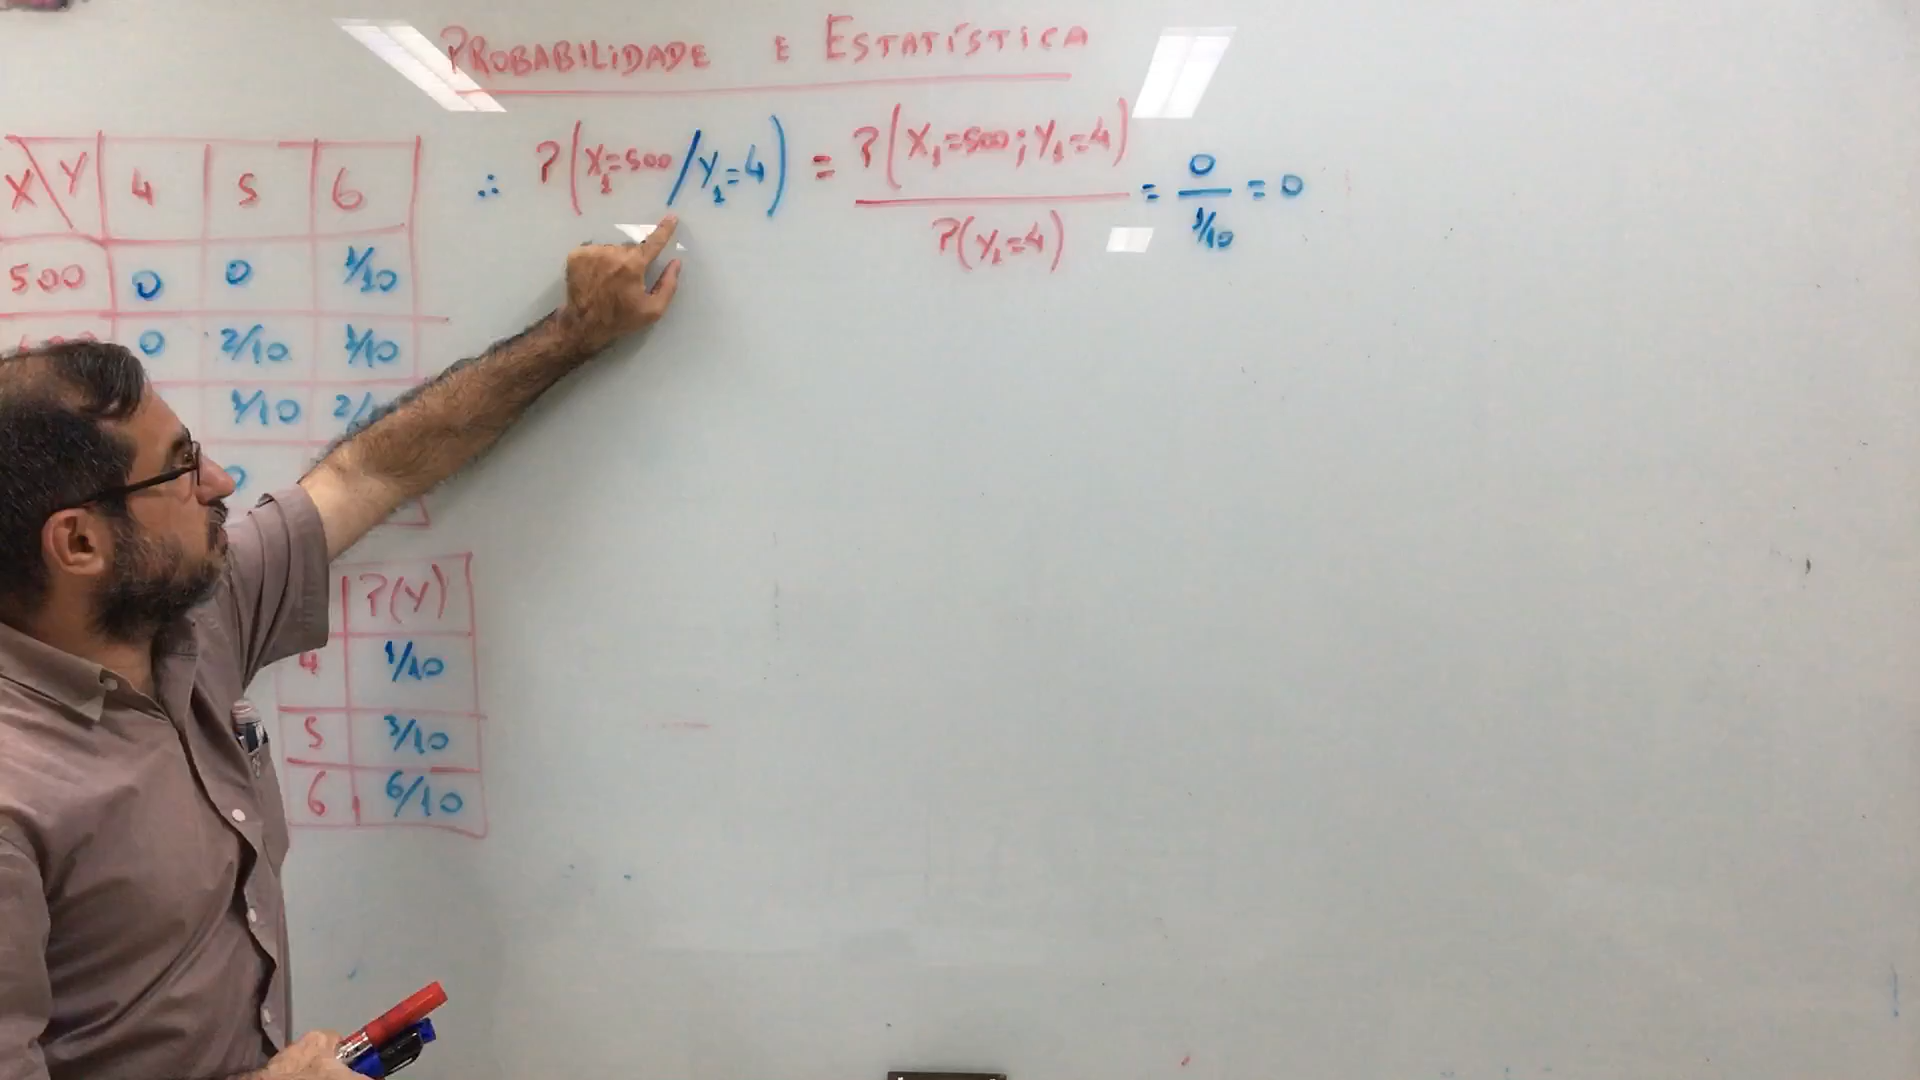 PROBABILIDADE E ESTATÍSTICA
∴ P(X₁=500/Y₁=4) = P(X₁=500;Y₁=4) / P(Y₁=4) = 0 / 1/10 = 0
X\Y 4 5 6
500 0 0 1/10
0 2/10 1/10
1/10
0
P(Y)
4 1/10
5 3/10
6 6/10